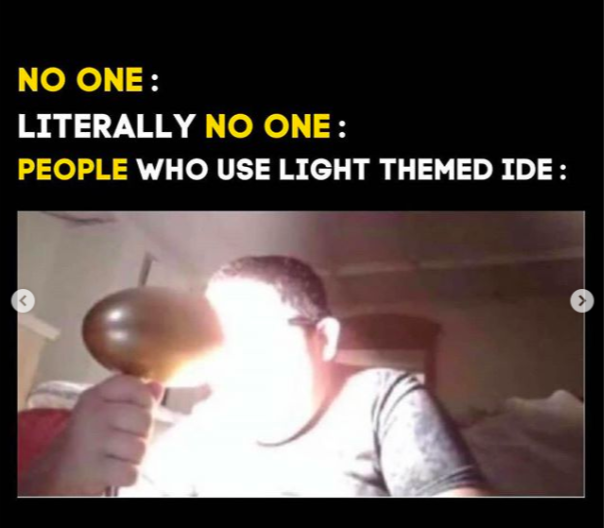 NO ONE :
LITERALLY NO ONE :
PEOPLE WHO USE LIGHT THEMED IDE :